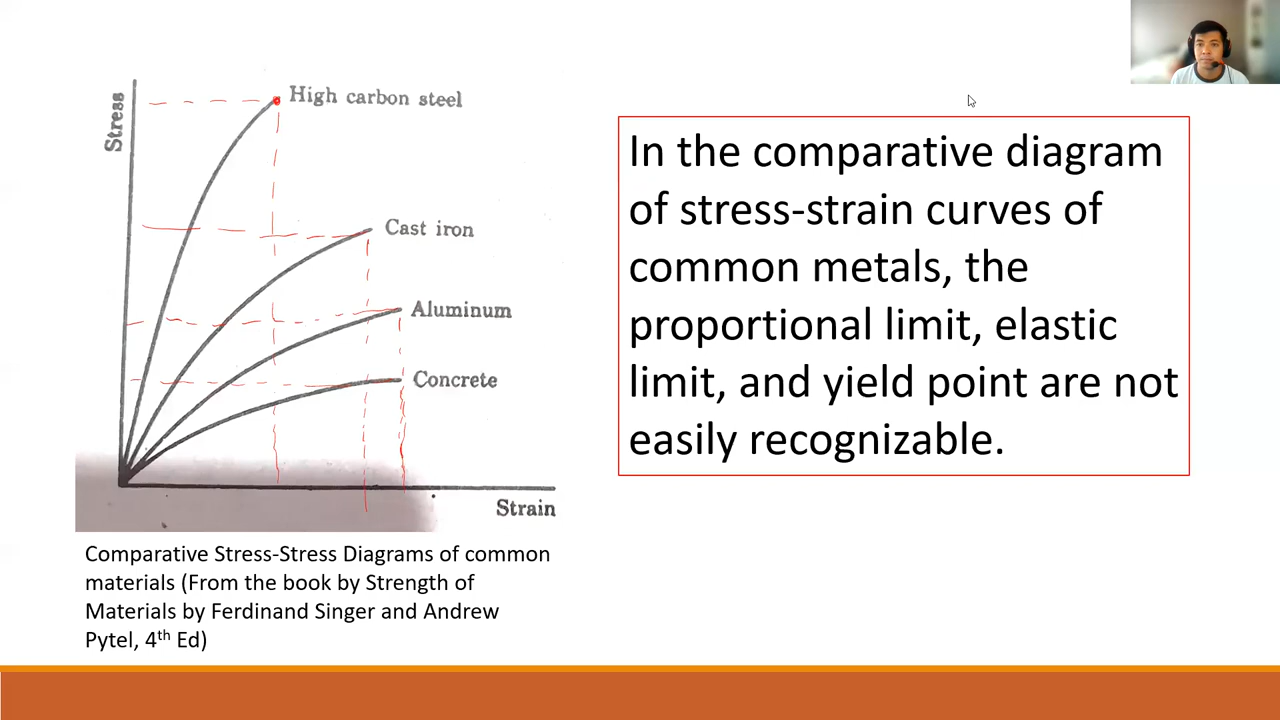 Stress
High carbon steel
Cast iron
Aluminum
Concrete
Strain
Comparative Stress-Stress Diagrams of common
materials (From the book by Strength of
Materials by Ferdinand Singer and Andrew
Pytel, 4th Ed)
In the comparative diagram
of stress-strain curves of
common metals, the
proportional limit, elastic
limit, and yield point are not
easily recognizable.